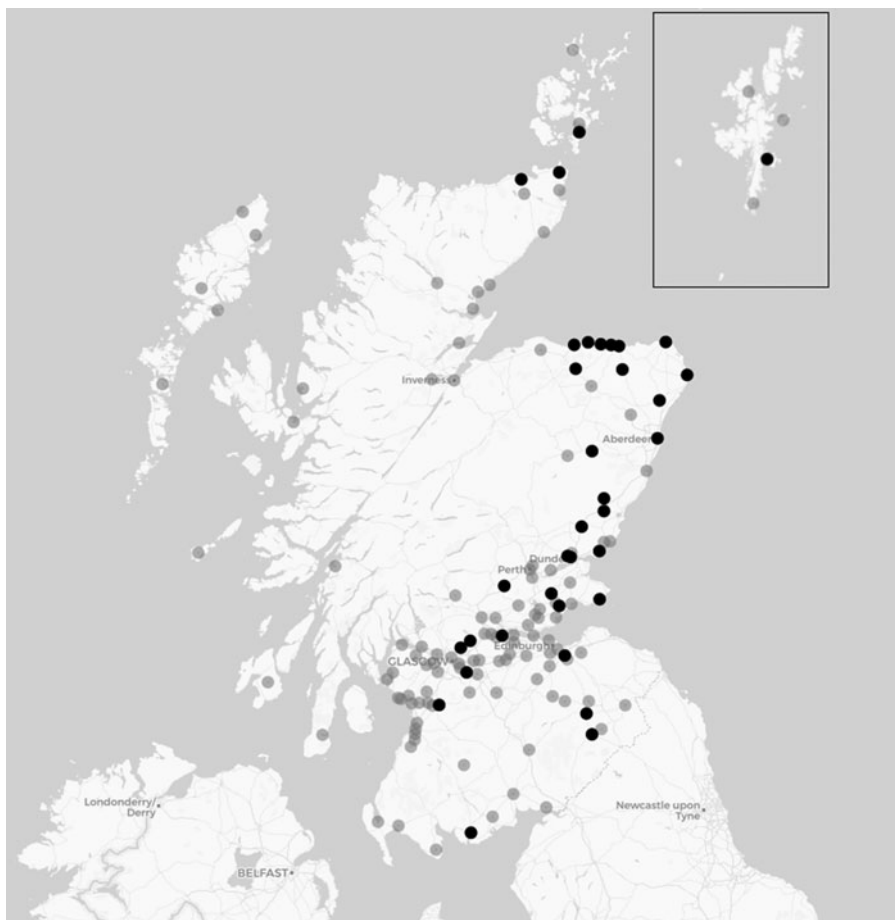 Inverness
Aberdeen
Dundee
Perth
Edinburgh
GLASGOW
Londonderry/
Derry
Newcastle upon
Tyne
BELFAST